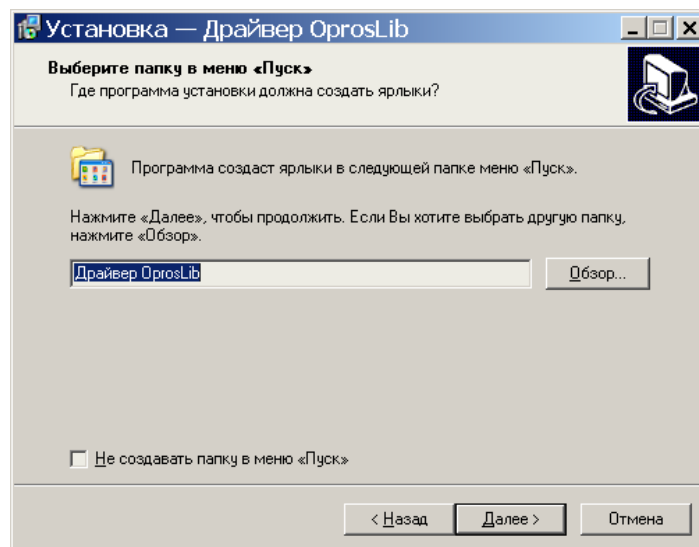 Установка — Драйвер OprosLib
Выберите папку в меню «Пуск»
Где программа установки должна создать ярлыки?
Программа создаст ярлыки в следующей папке меню «Пуск».
Нажмите «Далее», чтобы продолжить. Если Вы хотите выбрать другую папку,
нажмите «Обзор».
Драйвер OprosLib
Обзор...
Не создавать папку в меню «Пуск»
< Назад
Далее >
Отмена